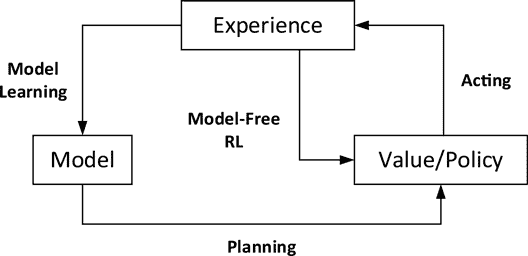 Experience
Model
Learning
Acting
Model-Free
RL
Model
Value/Policy
Planning